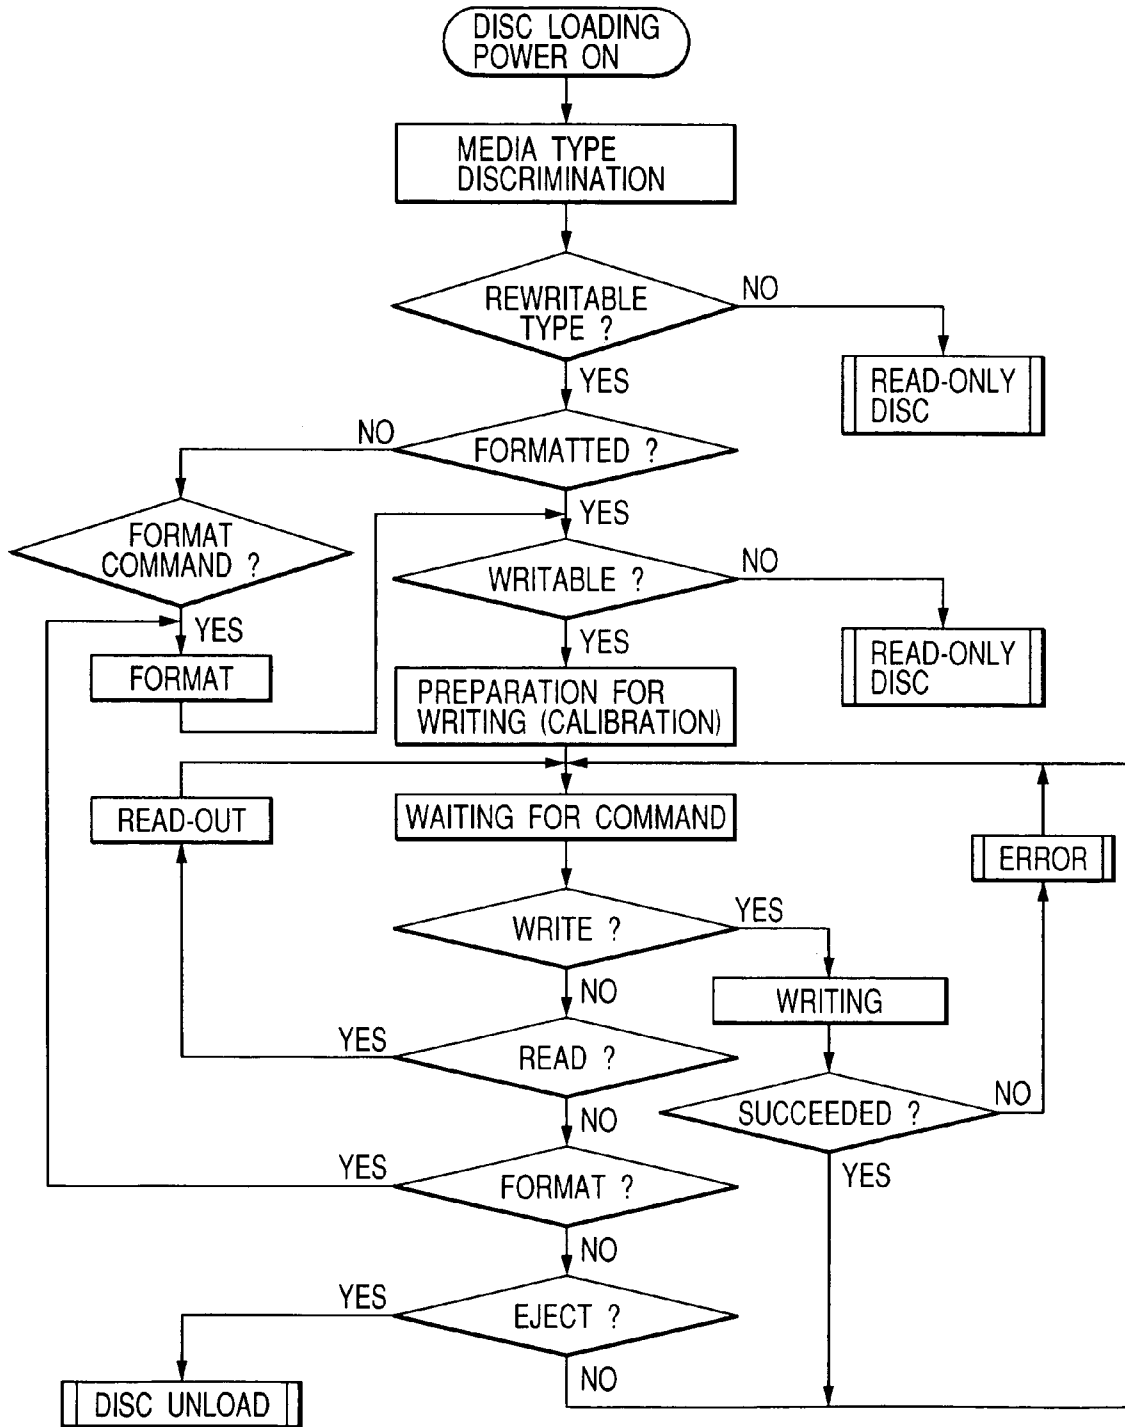 DISC LOADING
POWER ON
MEDIA TYPE
DISCRIMINATION
REWRITABLE
TYPE ?
NO
READ-ONLY
DISC
YES
FORMATTED ?
NO
YES
FORMAT
COMMAND ?
YES
FORMAT
WRITABLE ?
NO
READ-ONLY
DISC
YES
PREPARATION FOR
WRITING (CALIBRATION)
READ-OUT
WAITING FOR COMMAND
ERROR
WRITE ?
YES
NO
WRITING
READ ?
YES
NO
SUCCEEDED ?
NO
YES
FORMAT ?
YES
NO
EJECT ?
YES
NO
DISC UNLOAD